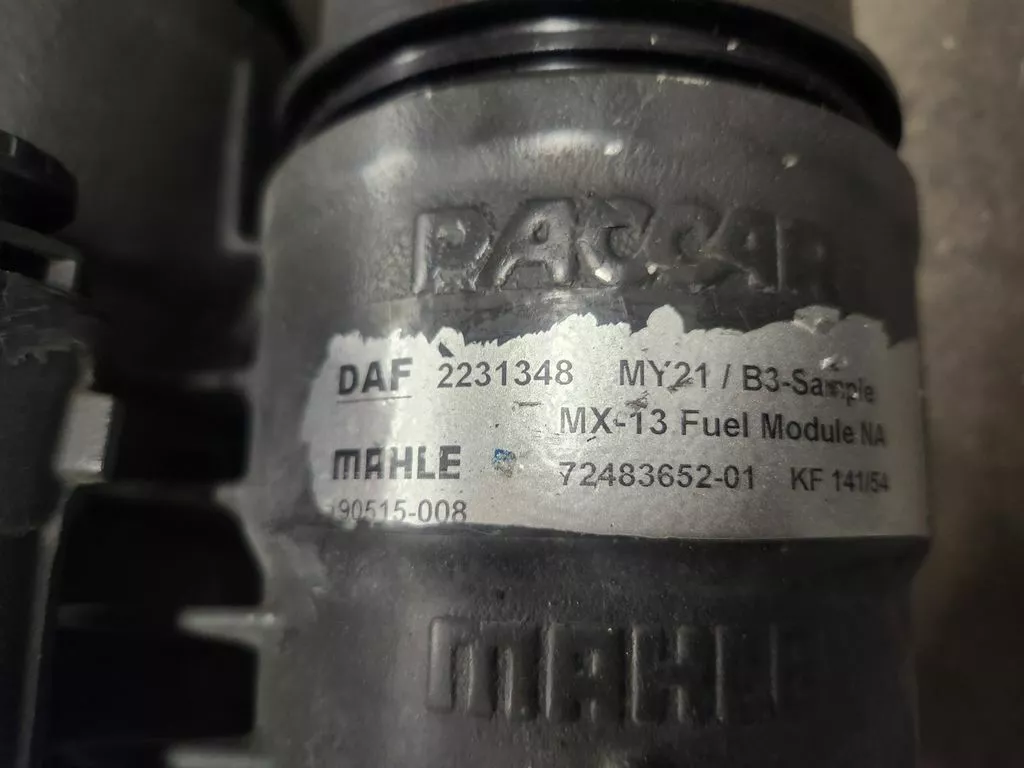 PACCAR
DAF 2231348 MY21 / B3-Sample
MX-13 Fuel Module NA
MAHLE 72483652-01 KF 141/54
190515-008
MAHLE